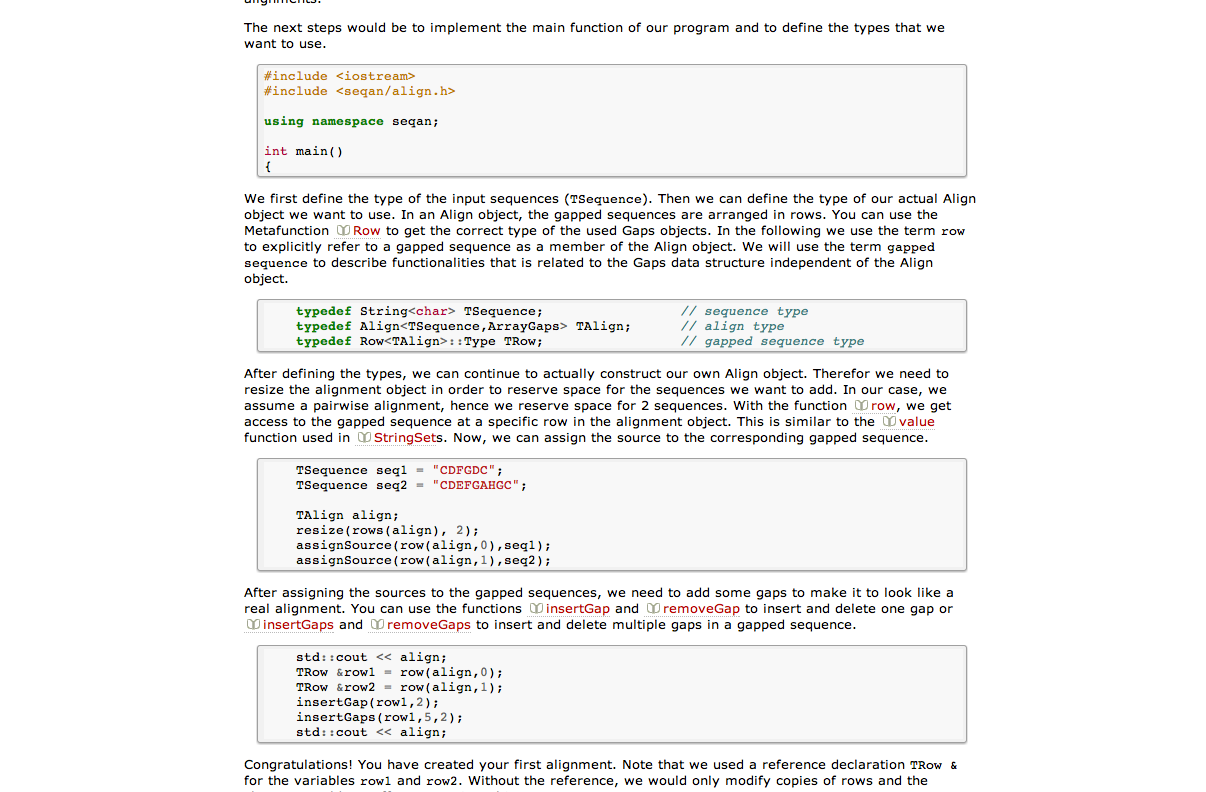 alignments.
The next steps would be to implement the main function of our program and to define the types that we
want to use.
#include <iostream>
#include <seqan/align.h>
using namespace seqan;
int main()
{
We first define the type of the input sequences (TSequence). Then we can define the type of our actual Align
object we want to use. In an Align object, the gapped sequences are arranged in rows. You can use the
Metafunction Row to get the correct type of the used Gaps objects. In the following we use the term row
to explicitly refer to a gapped sequence as a member of the Align object. We will use the term gapped
sequence to describe functionalities that is related to the Gaps data structure independent of the Align
object.
typedef String<char> TSequence; // sequence type
typedef Align<TSequence,ArrayGaps> TAlign; // align type
typedef Row<TAlign>::Type TRow; // gapped sequence type
After defining the types, we can continue to actually construct our own Align object. Therefor we need to
resize the alignment object in order to reserve space for the sequences we want to add. In our case, we
assume a pairwise alignment, hence we reserve space for 2 sequences. With the function row, we get
access to the gapped sequence at a specific row in the alignment object. This is similar to the value
function used in StringSets. Now, we can assign the source to the corresponding gapped sequence.
TSequence seq1 = "CDFGDC";
TSequence seq2 = "CDEFGAHGC";
TAlign align;
resize(rows(align), 2);
assignSource(row(align,0),seq1);
assignSource(row(align,1),seq2);
After assigning the sources to the gapped sequences, we need to add some gaps to make it to look like a
real alignment. You can use the functions insertGap and removeGap to insert and delete one gap or
insertGaps and removeGaps to insert and delete multiple gaps in a gapped sequence.
std::cout << align;
TRow &row1 = row(align,0);
TRow &row2 = row(align,1);
insertGap(row1,2);
insertGaps(row1,5,2);
std::cout << align;
Congratulations! You have created your first alignment. Note that we used a reference declaration TRow &
for the variables row1 and row2. Without the reference, we would only modify copies of rows and the